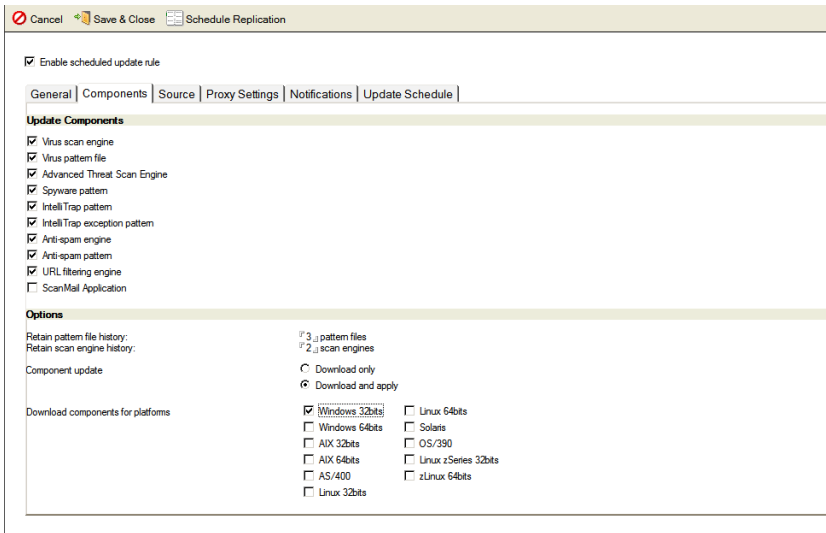 Cancel Save & Close Schedule Replication
Enable scheduled update rule
General Components Source Proxy Settings Notifications Update Schedule
Update Components
Virus scan engine
Virus pattern file
Advanced Threat Scan Engine
Spyware pattern
IntelliTrap pattern
IntelliTrap exception pattern
Anti-spam engine
Anti-spam pattern
URL filtering engine
ScanMail Application
Options
Retain pattern file history: 3 pattern files
Retain scan engine history: 2 scan engines
Component update Download only
Download and apply
Download components for platforms Windows 32bits Linux 64bits
Windows 64bits Solaris
AIX 32bits OS/390
AIX 64bits Linux zSeries 32bits
AS/400 zLinux 64bits
Linux 32bits